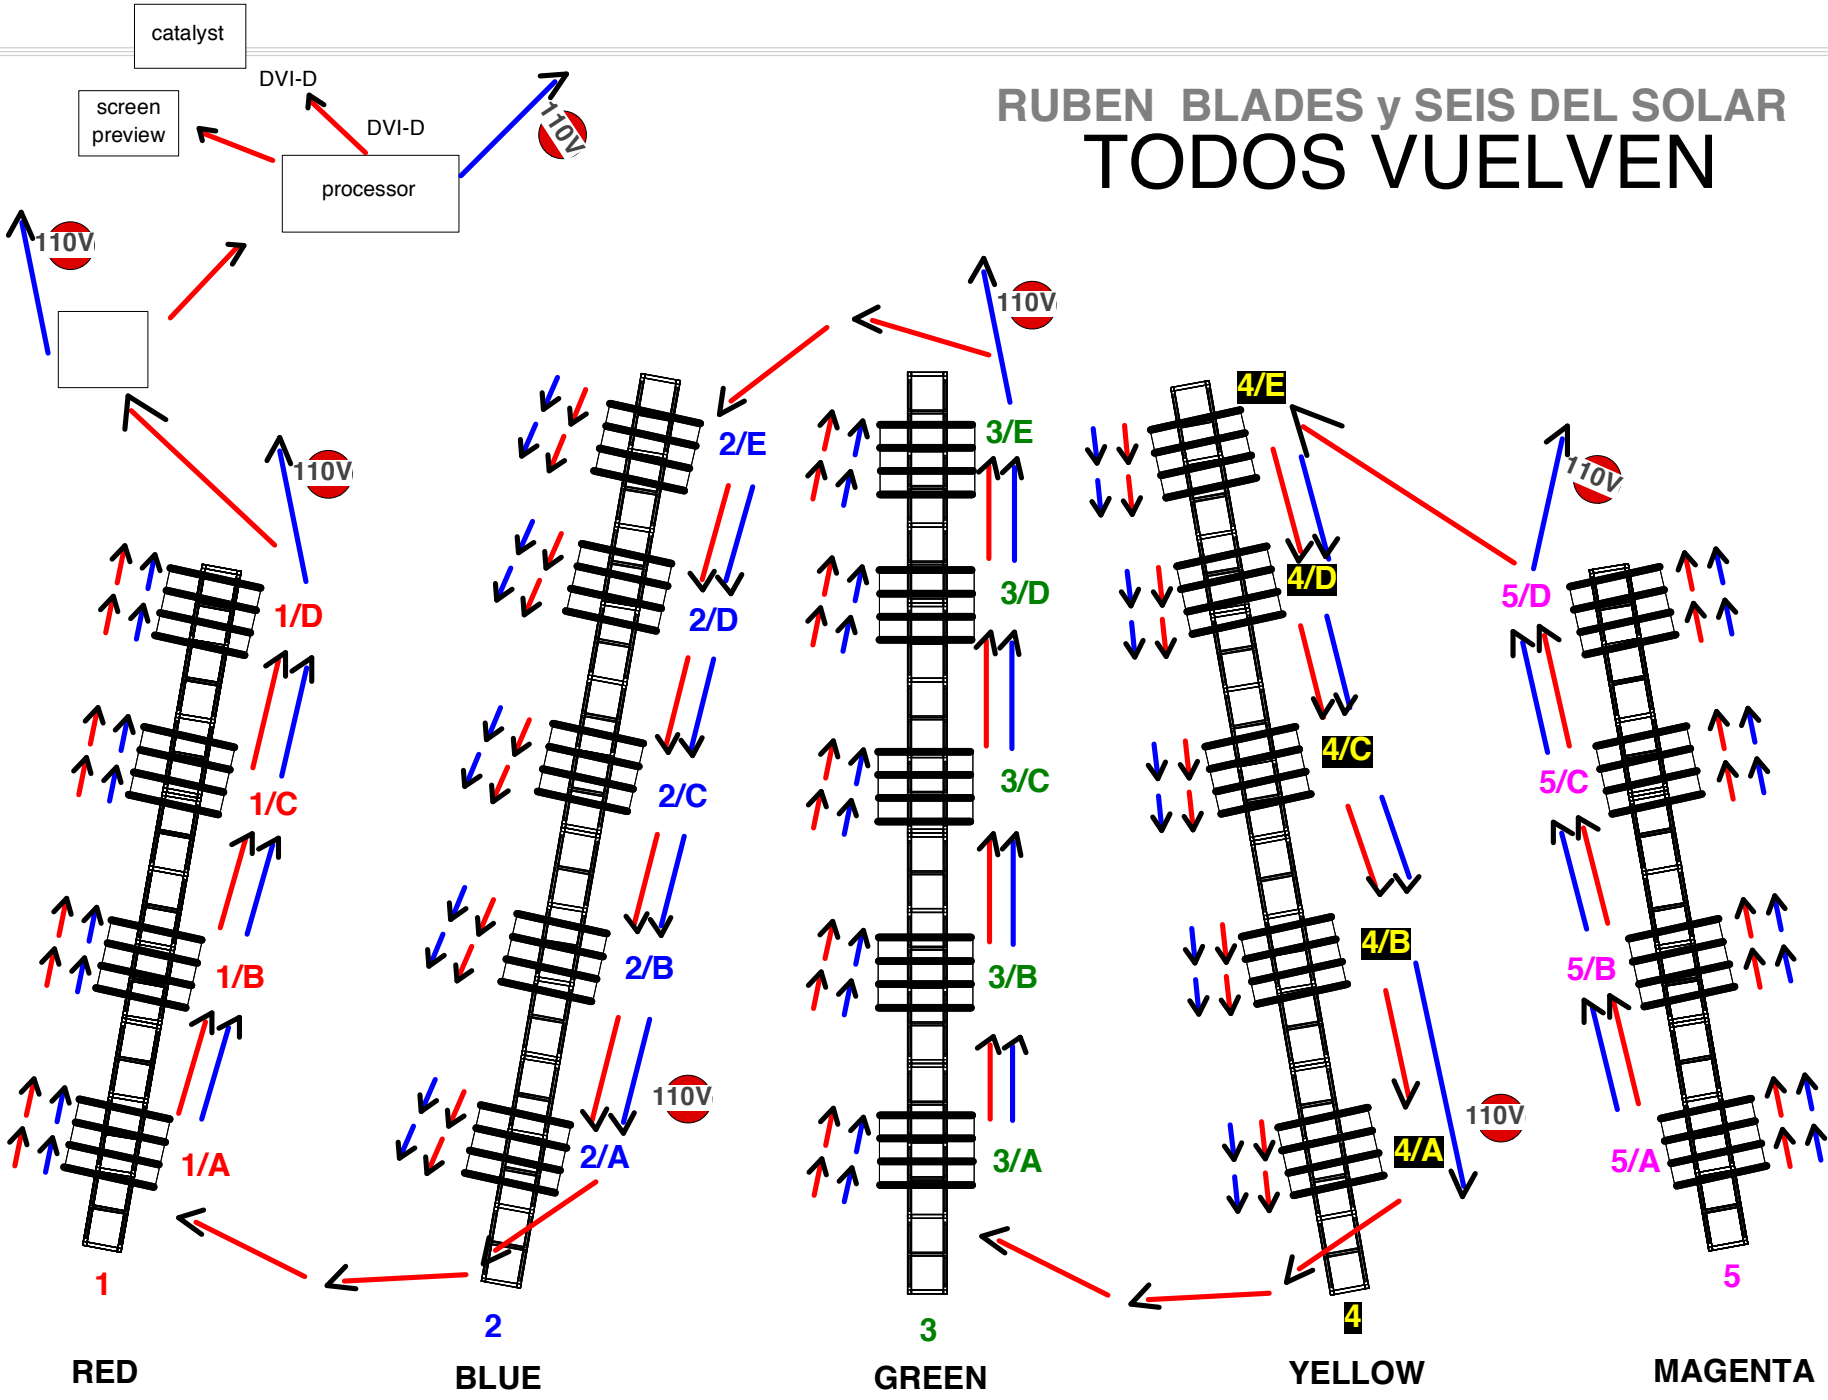 catalyst
DVI-D
screen
preview
DVI-D
110V
processor
RUBEN BLADES y SEIS DEL SOLAR
TODOS VUELVEN
110V
110V
110V
110V
4/E
3/E
2/E
5/D
4/D
3/D
2/D
1/D
4/C
3/C
5/C
2/C
1/C
4/B
5/B
2/B
3/B
1/B
110V
110V
4/A
2/A
3/A
5/A
1/A
1
2
3
4
5
RED
BLUE
GREEN
YELLOW
MAGENTA